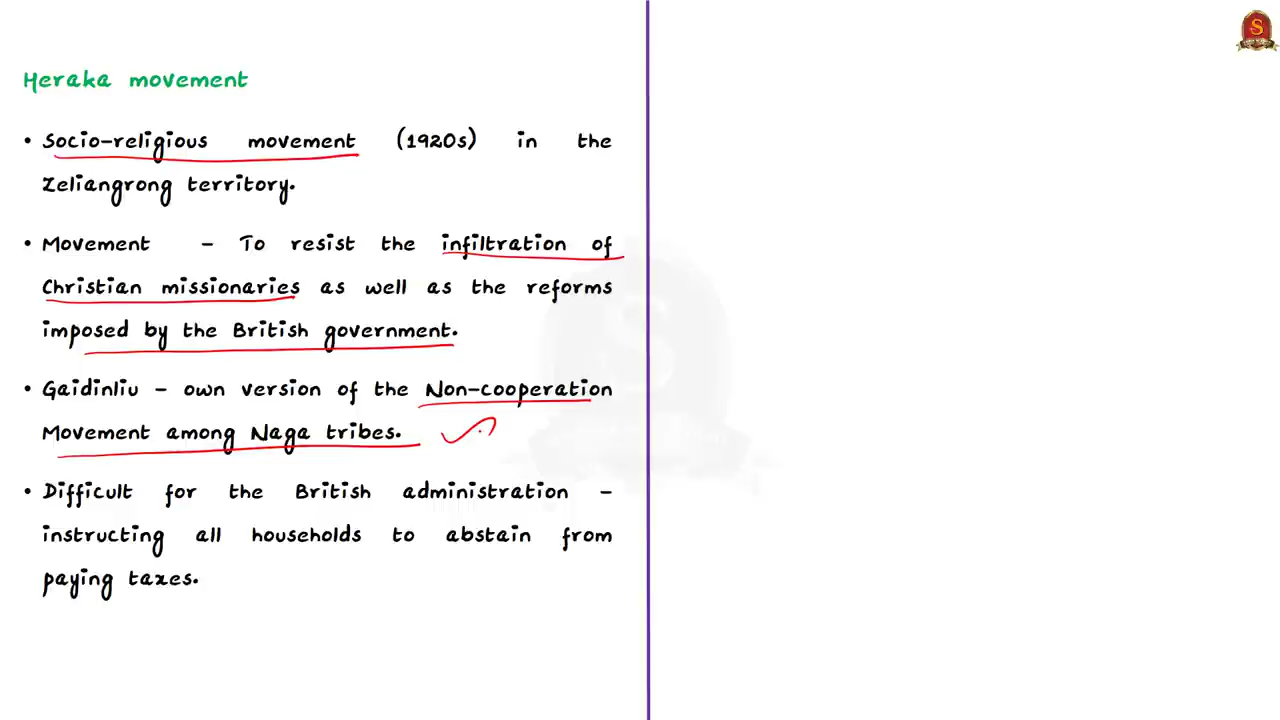 Heraka movement
• Socio-religious movement (1920s) in the
Zeliangrong territory.
• Movement - To resist the infiltration of
Christian missionaries as well as the reforms
imposed by the British government.
• Gaidinliu - own version of the Non-cooperation
Movement among Naga tribes.
• Difficult for the British administration -
instructing all households to abstain from
paying taxes.
S